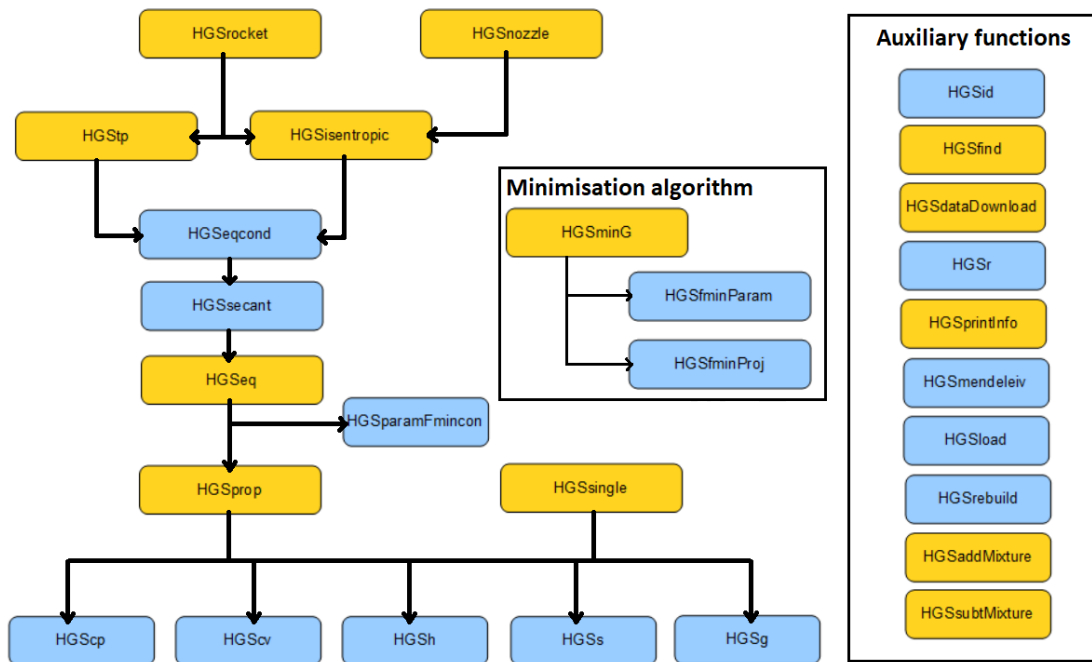 HGSrocket
HGSnozzle
HGStp
HGSisentropic
HGSeqcond
HGSsecant
HGSeq
HGSparamFmincon
HGSprop
HGSsingle
HGScp
HGScv
HGSh
HGSs
HGSg
Minimisation algorithm
HGSminG
HGSfminParam
HGSfminProj
Auxiliary functions
HGSid
HGSfind
HGSdataDownload
HGSr
HGSprintInfo
HGSmendeleiv
HGSload
HGSrebuild
HGSaddMixture
HGSsubtMixture